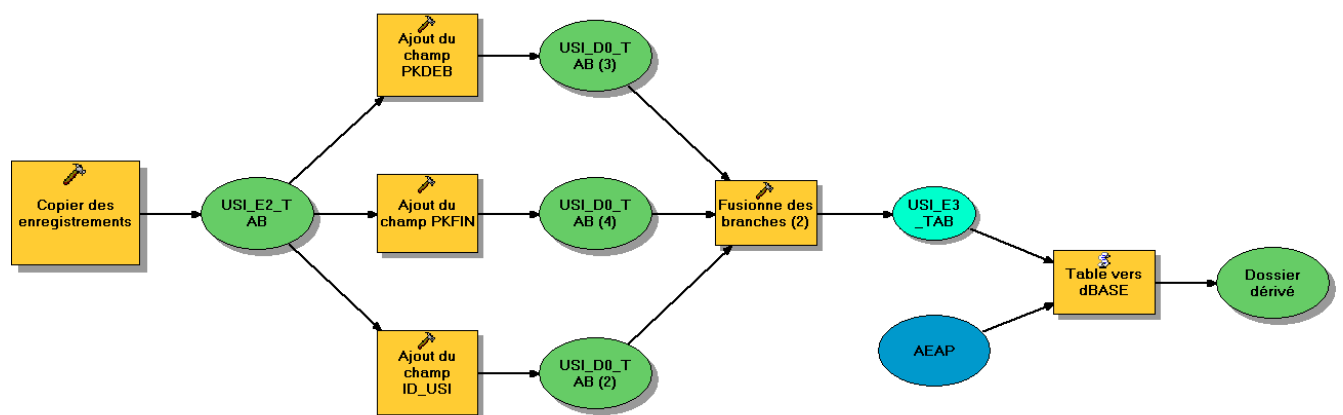 Ajout du
champ
PKDEB
USI_D0_T
AB (3)
Copier des
enregistrements
USI_E2_T
AB
Ajout du
champ PKFIN
USI_D0_T
AB (4)
Fusionne des
branches (2)
USI_E3
_TAB
Table vers
dBASE
Dossier
dérivé
AEAP
Ajout du
champ
ID_USI
USI_D0_T
AB (2)